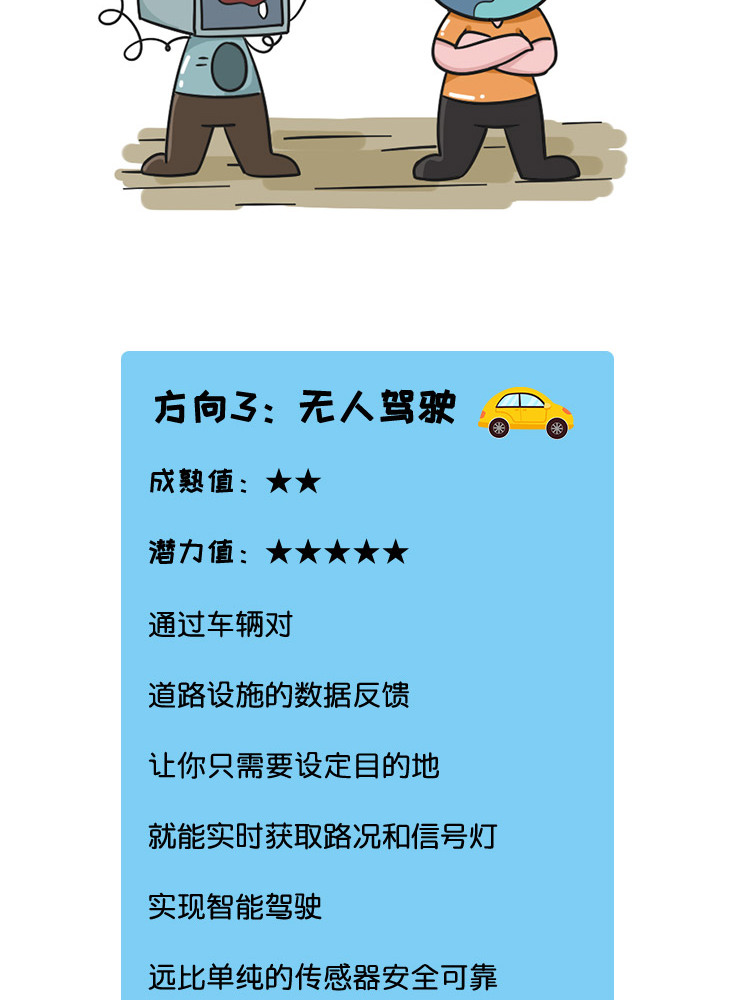 方向3：无人驾驶
成熟值：★★
潜力值：★★★★★
通过车辆对
道路设施的数据反馈
让你只需要设定目的地
就能实时获取路况和信号灯
实现智能驾驶
远比单纯的传感器安全可靠